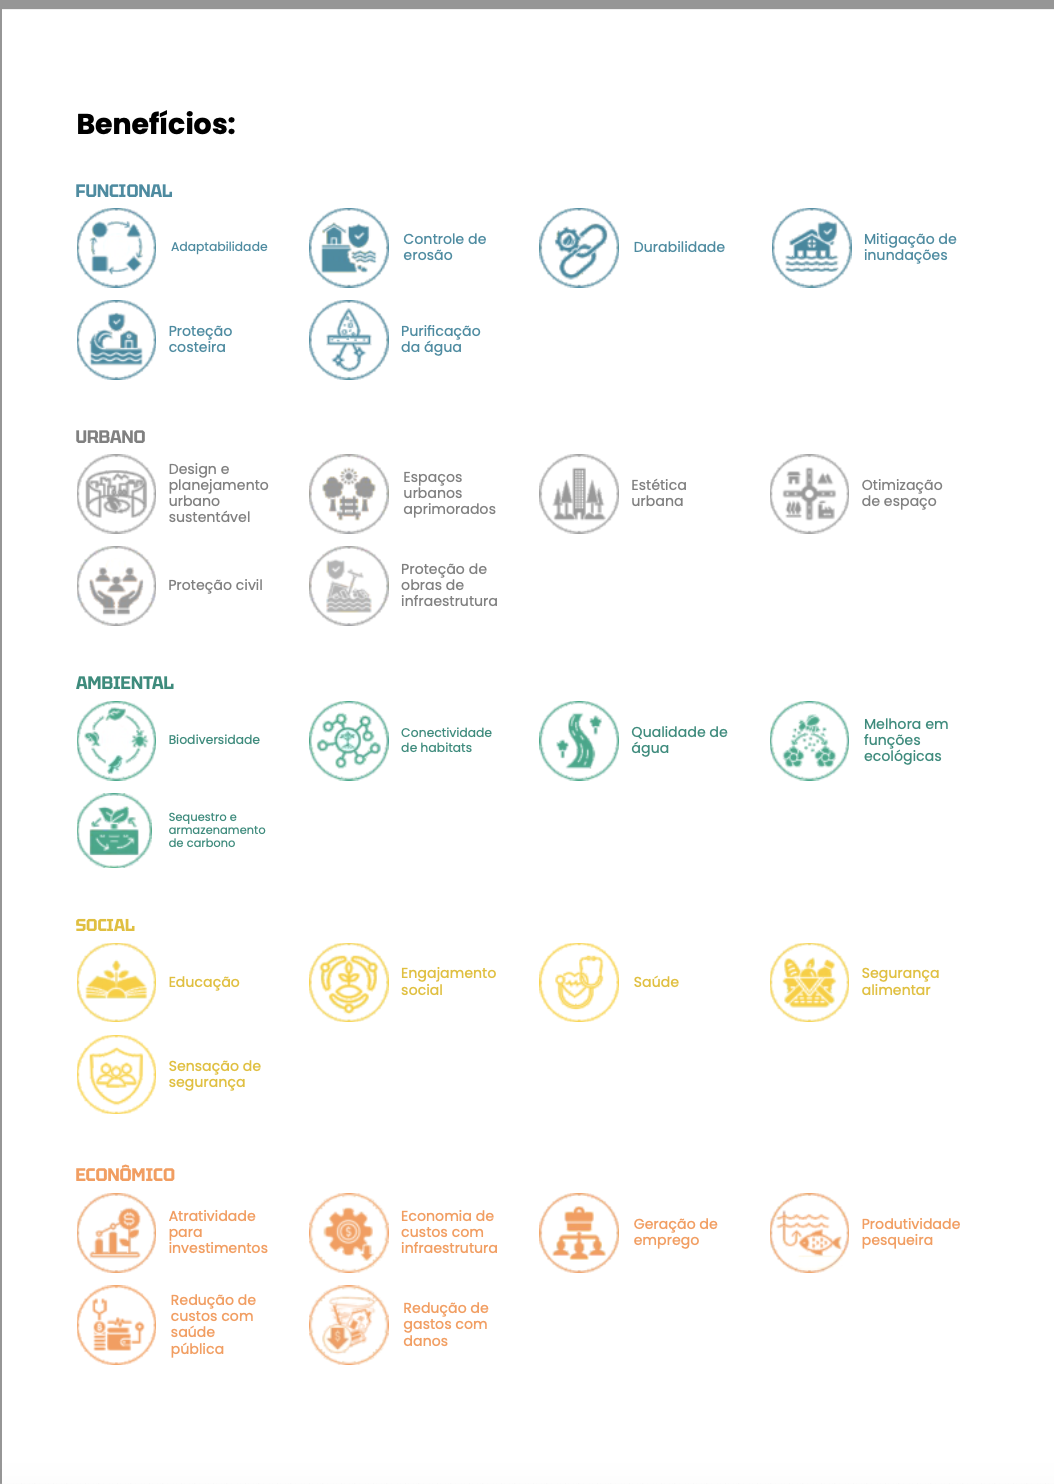 Benefícios:
FUNCIONAL
Adaptabilidade
Controle de
erosão
Durabilidade
Mitigação de
inundações
Proteção
costeira
Purificação
da água
URBANO
Design e
planejamento
urbano
sustentável
Espaços
urbanos
aprimorados
Estética
urbana
Otimização
de espaço
Proteção civil
Proteção de
obras de
infraestrutura
AMBIENTAL
Biodiversidade
Conectividade
de habitats
Qualidade de
água
Melhora em
funções
ecológicas
Sequestro e
armazenamento
de carbono
SOCIAL
Educação
Engajamento
social
Saúde
Segurança
alimentar
Sensação de
segurança
ECONÔMICO
Atratividade
para
investimentos
Economia de
custos com
infraestrutura
Geração de
emprego
Produtividade
pesqueira
Redução de
custos com
saúde
pública
Redução de
gastos com
danos